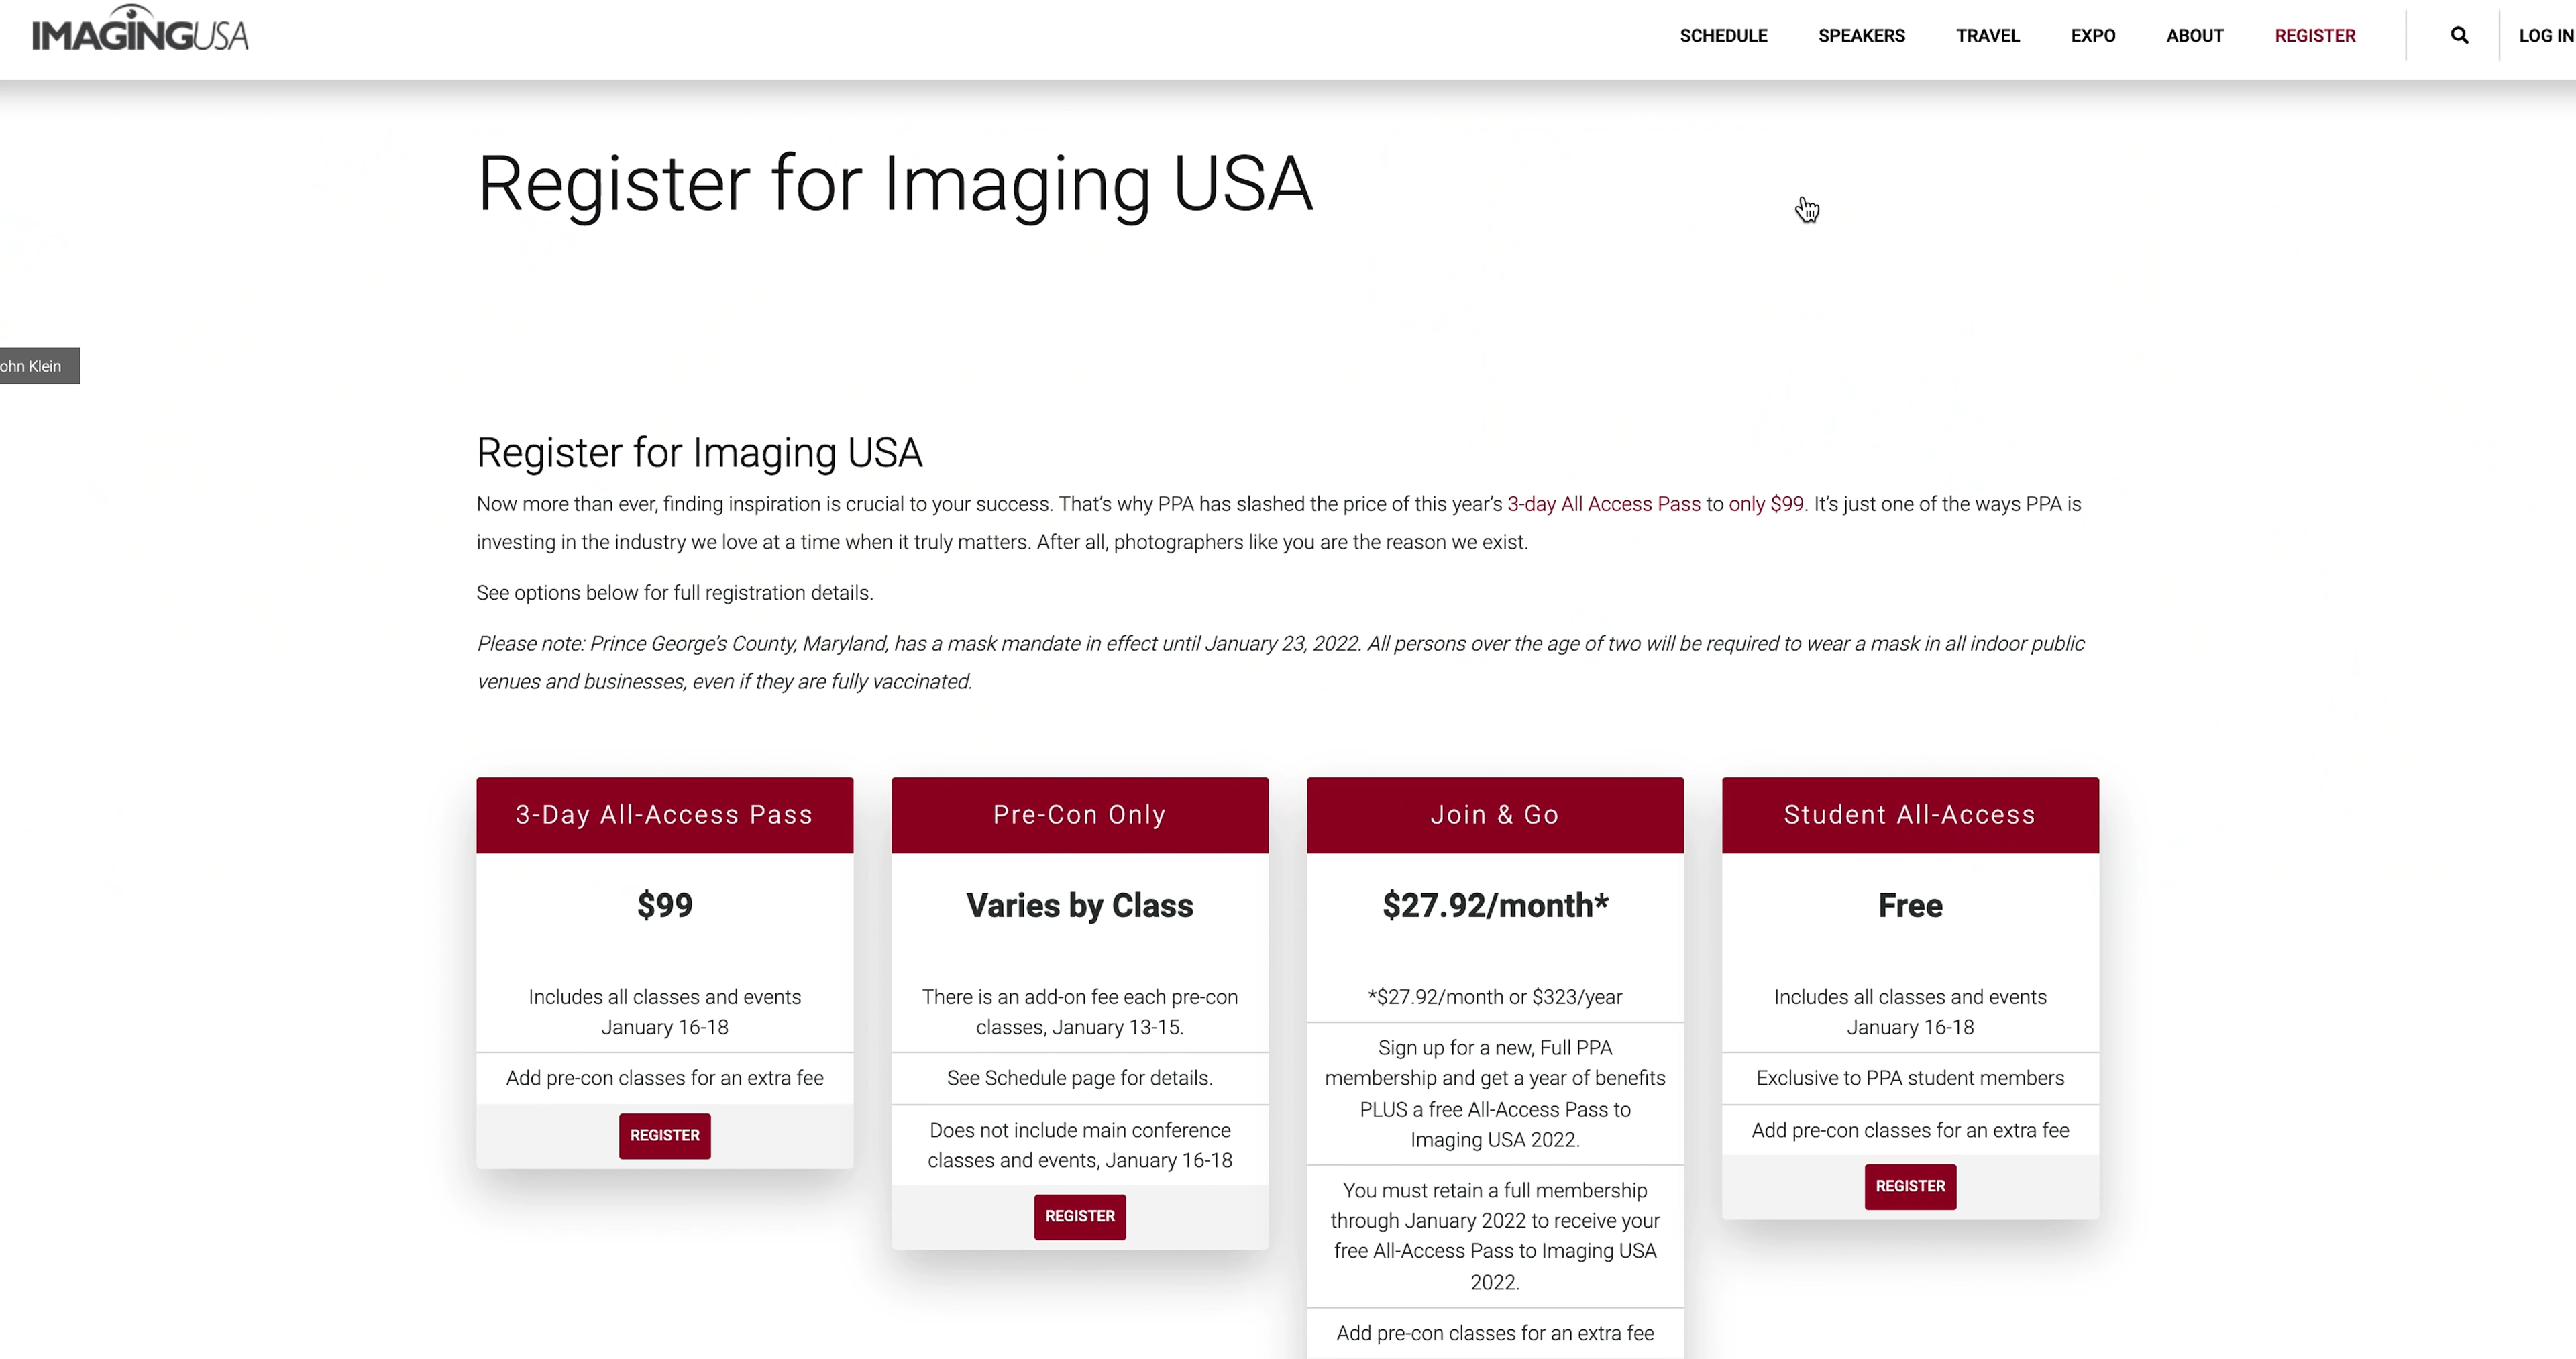 IMAGINGUSA
SCHEDULE SPEAKERS TRAVEL EXPO ABOUT REGISTER LOG IN
Register for Imaging USA
ohn Klein
Register for Imaging USA
Now more than ever, finding inspiration is crucial to your success. That's why PPA has slashed the price of this year's 3-day All Access Pass to only $99. It's just one of the ways PPA is
investing in the industry we love at a time when it truly matters. After all, photographers like you are the reason we exist.
See options below for full registration details.
Please note: Prince George's County, Maryland, has a mask mandate in effect until January 23, 2022. All persons over the age of two will be required to wear a mask in all indoor public
venues and businesses, even if they are fully vaccinated.
3-Day All-Access Pass
$99
Includes all classes and events
January 16-18
Add pre-con classes for an extra fee
REGISTER
Pre-Con Only
Varies by Class
There is an add-on fee each pre-con
classes, January 13-15.
See Schedule page for details.
Does not include main conference
classes and events, January 16-18
REGISTER
Join & Go
$27.92/month*
*$27.92/month or $323/year
Sign up for a new, Full PPA
membership and get a year of benefits
PLUS a free All-Access Pass to
Imaging USA 2022.
You must retain a full membership
through January 2022 to receive your
free All-Access Pass to Imaging USA
2022.
Add pre-con classes for an extra fee
Student All-Access
Free
Includes all classes and events
January 16-18
Exclusive to PPA student members
Add pre-con classes for an extra fee
REGISTER